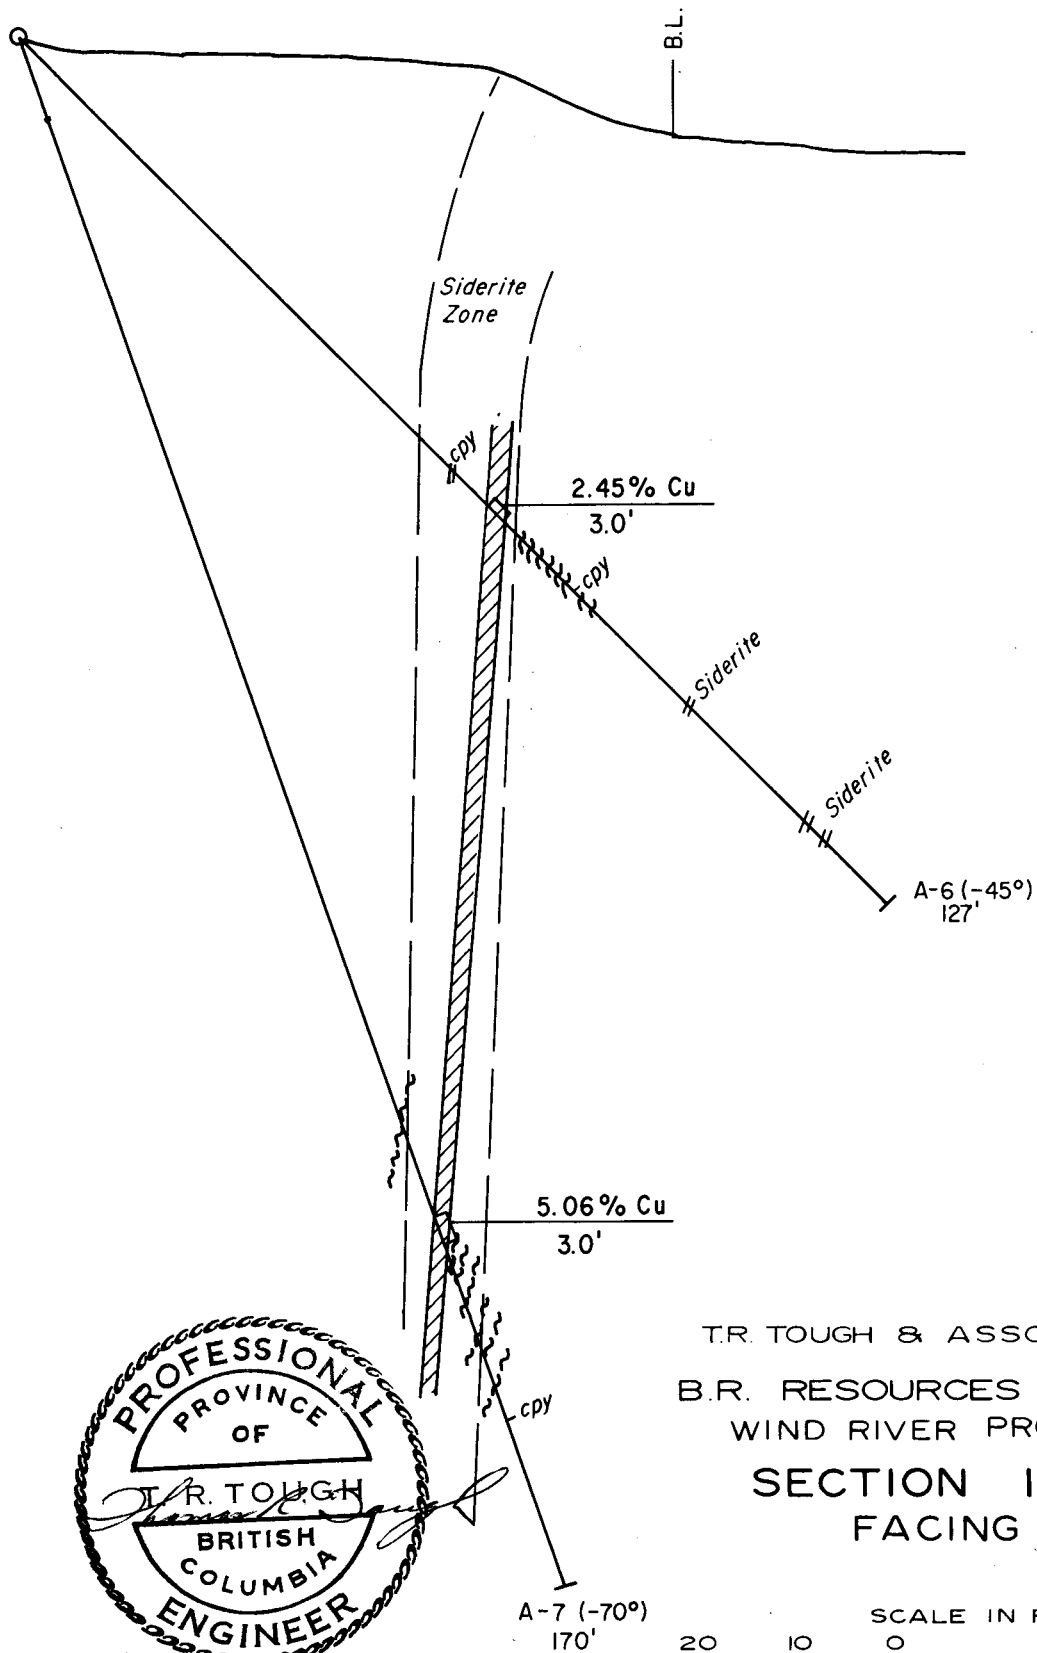 B.L.
Siderite
Zone
cpy
2.45% Cu
3.0'
cpy
Siderite
Siderite
A-6 (-45°)
127'
5.06% Cu
3.0'
cpy
A-7 (-70°)
170'
PROFESSIONAL
PROVINCE
OF
T. R. TOUGH
BRITISH
COLUMBIA
ENGINEER
T.R. TOUGH & ASSO
B.R. RESOURCES
WIND RIVER PRO
SECTION
FACING
SCALE IN
20 10 0